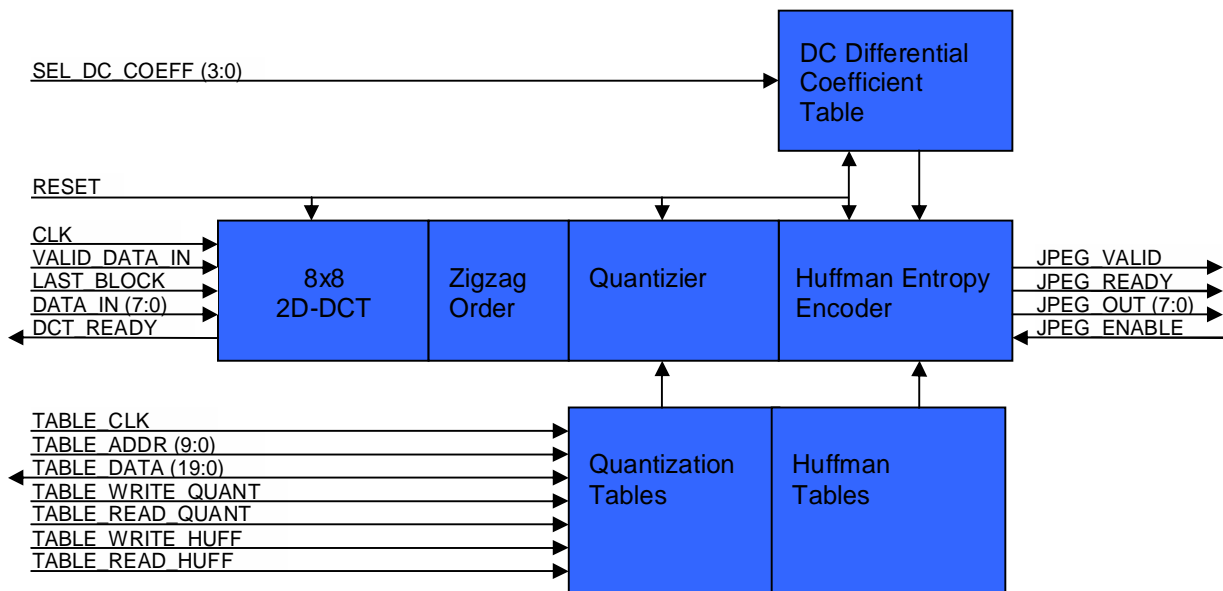 DC Differential
Coefficient
Table
SEL_DC_COEFF (3:0)
RESET
CLK
VALID_DATA_IN
LAST_BLOCK
DATA_IN (7:0)
DCT_READY
8x8
2D-DCT
Zigzag
Order
Quantizier
Huffman Entropy
Encoder
JPEG_VALID
JPEG_READY
JPEG_OUT (7:0)
JPEG_ENABLE
TABLE_CLK
TABLE_ADDR (9:0)
TABLE_DATA (19:0)
TABLE_WRITE_QUANT
TABLE_READ_QUANT
TABLE_WRITE_HUFF
TABLE_READ_HUFF
Quantization
Tables
Huffman
Tables